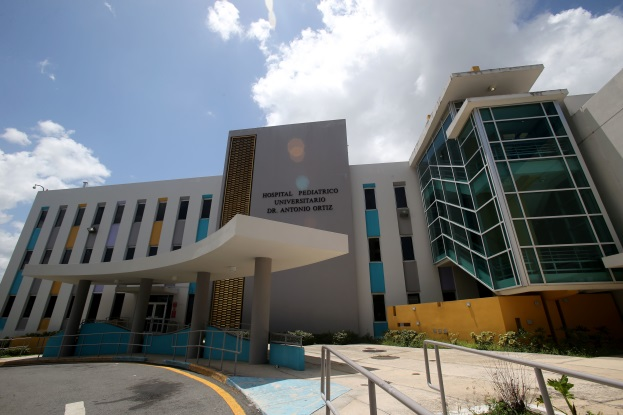 HOSPITAL PEDIATRICO
UNIVERSITARIO
DR. ANTONIO ORTIZ